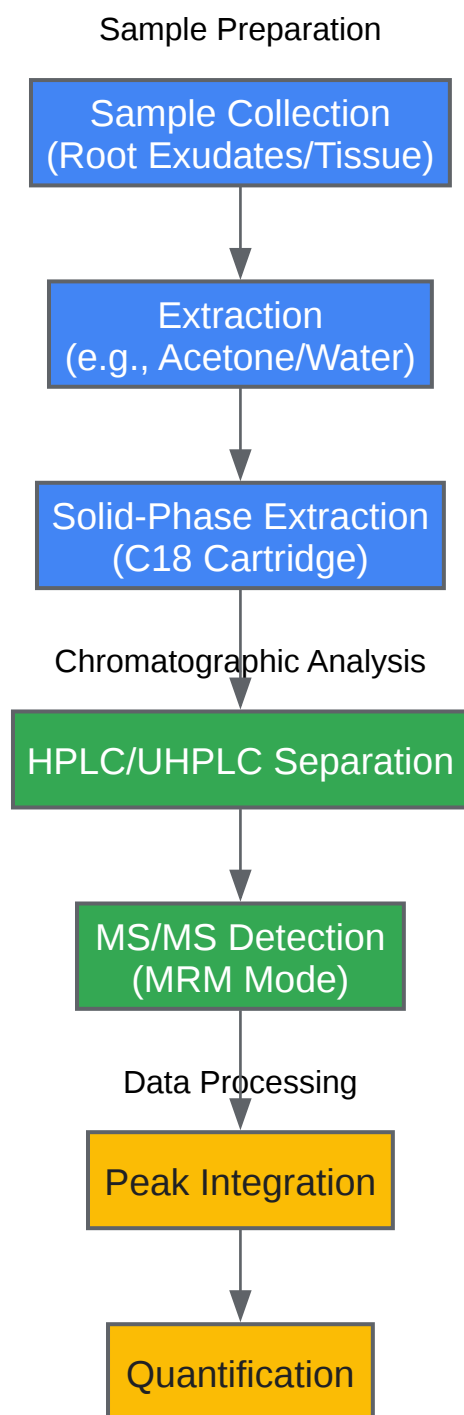 Sample Preparation
Sample Collection
(Root Exudates/Tissue)
Extraction
(e.g., Acetone/Water)
Solid-Phase Extraction
(C18 Cartridge)
Chromatographic Analysis
HPLC/UHPLC Separation
MS/MS Detection
(MRM Mode)
Data Processing
Peak Integration
Quantification